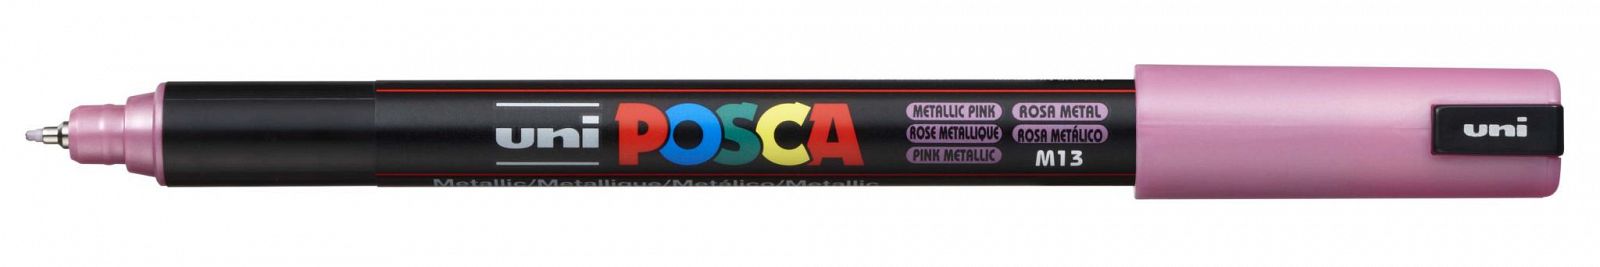 uni POSCA
METALLIC PINK
ROSA METAL
ROSE METALLIQUE
ROSA METÁLICO
PINK METALLIC
M13
Metallic/Metallique/Metálico/Metallic
uni